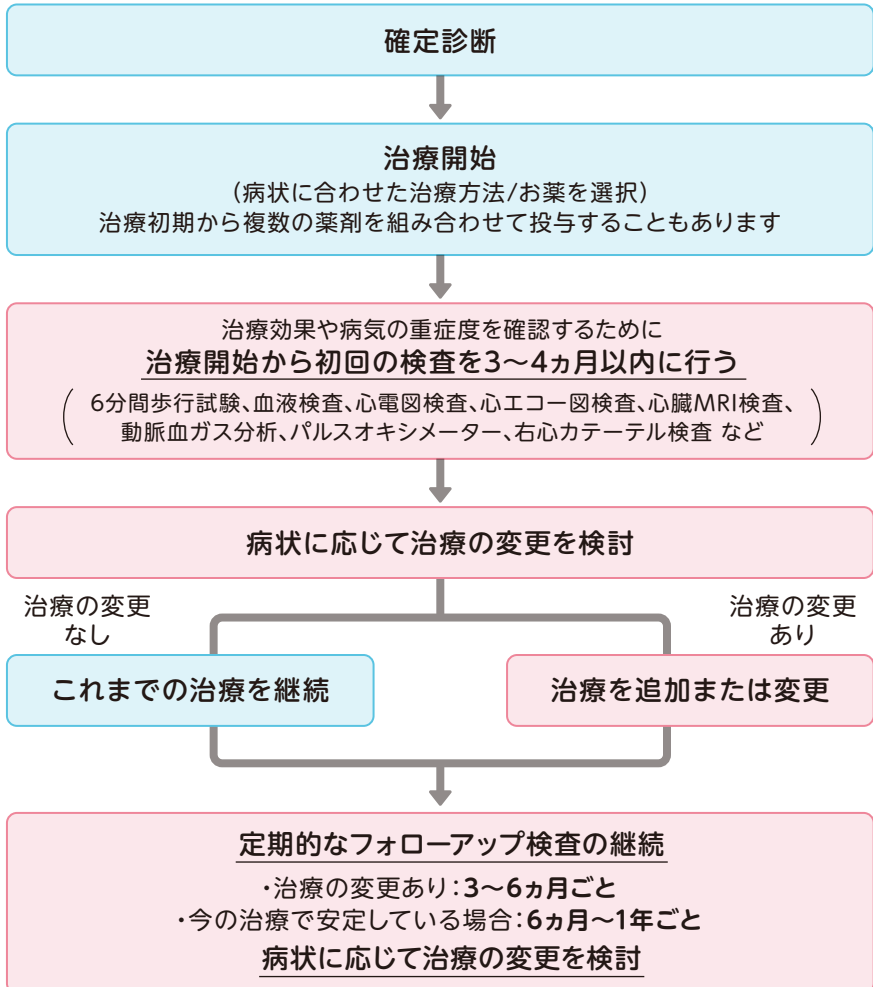 確定診断
治療開始
(病状に合わせた治療方法/お薬を選択)
治療初期から複数の薬剤を組み合わせて投与することもあります
治療効果や病気の重症度を確認するために
治療開始から初回の検査を3〜4ヵ月以内に行う
(6分間歩行試験、血液検査、心電図検査、心エコー図検査、心臓MRI検査、
動脈血ガス分析、パルスオキシメーター、右心カテーテル検査 など)
病状に応じて治療の変更を検討
治療の変更
なし
治療の変更
あり
これまでの治療を継続
治療を追加または変更
定期的なフォローアップ検査の継続
・治療の変更あり：3〜6ヵ月ごと
・今の治療で安定している場合：6ヵ月〜1年ごと
病状に応じて治療の変更を検討